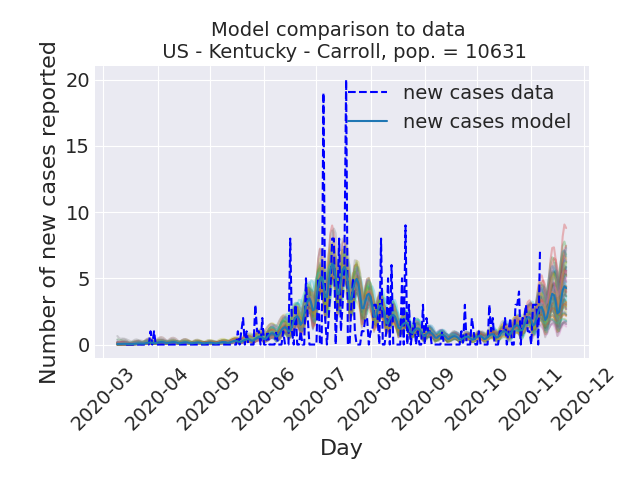 Model comparison to data
US - Kentucky - Carroll, pop. = 10631
new cases data
new cases model
Number of new cases reported
20
15
10
5
0
2020-03
2020-04
2020-05
2020-06
2020-07
2020-08
2020-09
2020-10
2020-11
2020-12
Day